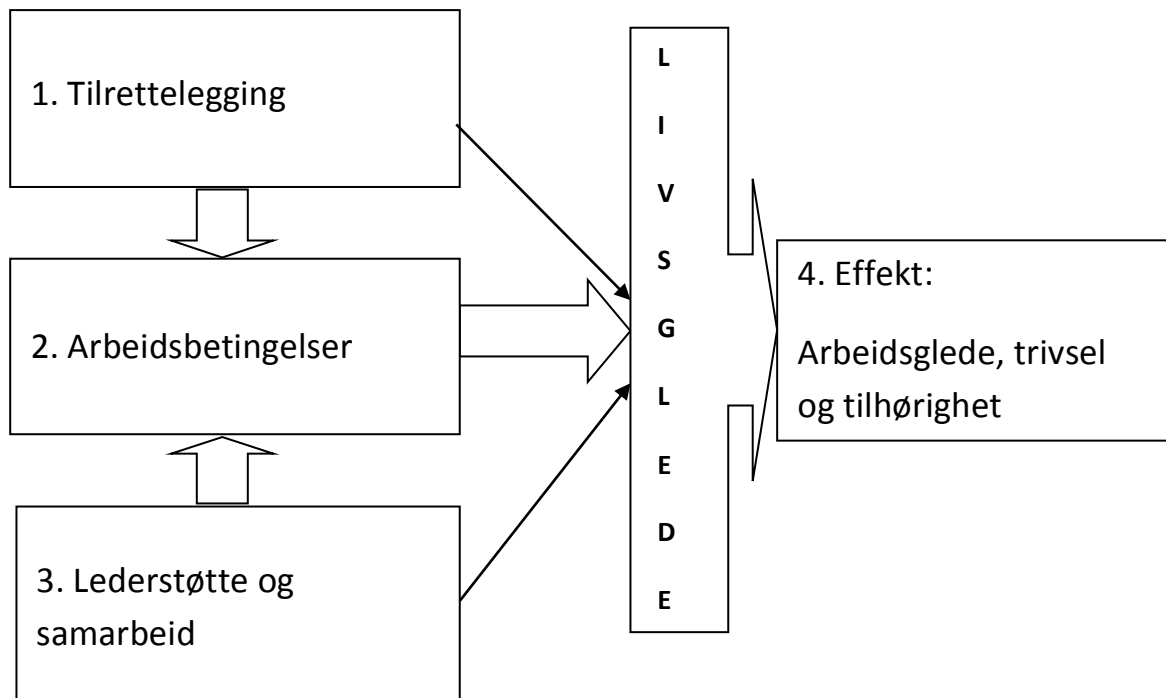 1. Tilrettelegging
2. Arbeidsbetingelser
3. Lederstøtte og
samarbeid
L
I
V
S
G
L
E
D
E
4. Effekt:
Arbeidsglede, trivsel
og tilhørighet